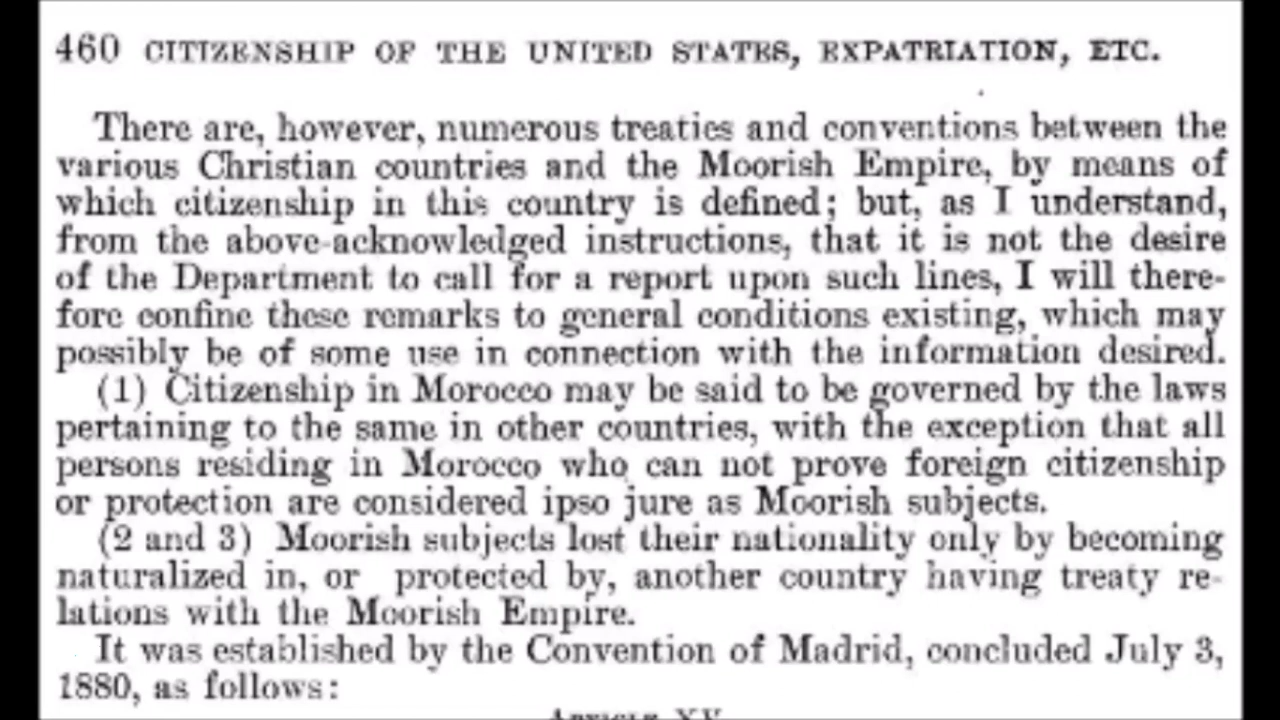 460 CITIZENSHIP OF THE UNITED STATES, EXPATRIATION, ETC.
There are, however, numerous treaties and conventions between the
various Christian countries and the Moorish Empire, by means of
which citizenship in this country is defined; but, as I understand,
from the above-acknowledged instructions, that it is not the desire
of the Department to call for a report upon such lines, I will there-
fore confine these remarks to general conditions existing, which may
possibly be of some use in connection with the information desired.
(1) Citizenship in Morocco may be said to be governed by the laws
pertaining to the same in other countries, with the exception that all
persons residing in Morocco who can not prove foreign citizenship
or protection are considered ipso jure as Moorish subjects.
(2 and 3) Moorish subjects lost their nationality only by becoming
naturalized in, or protected by, another country having treaty re-
lations with the Moorish Empire.
It was established by the Convention of Madrid, concluded July 3,
1880, as follows:
ARTICLE XV